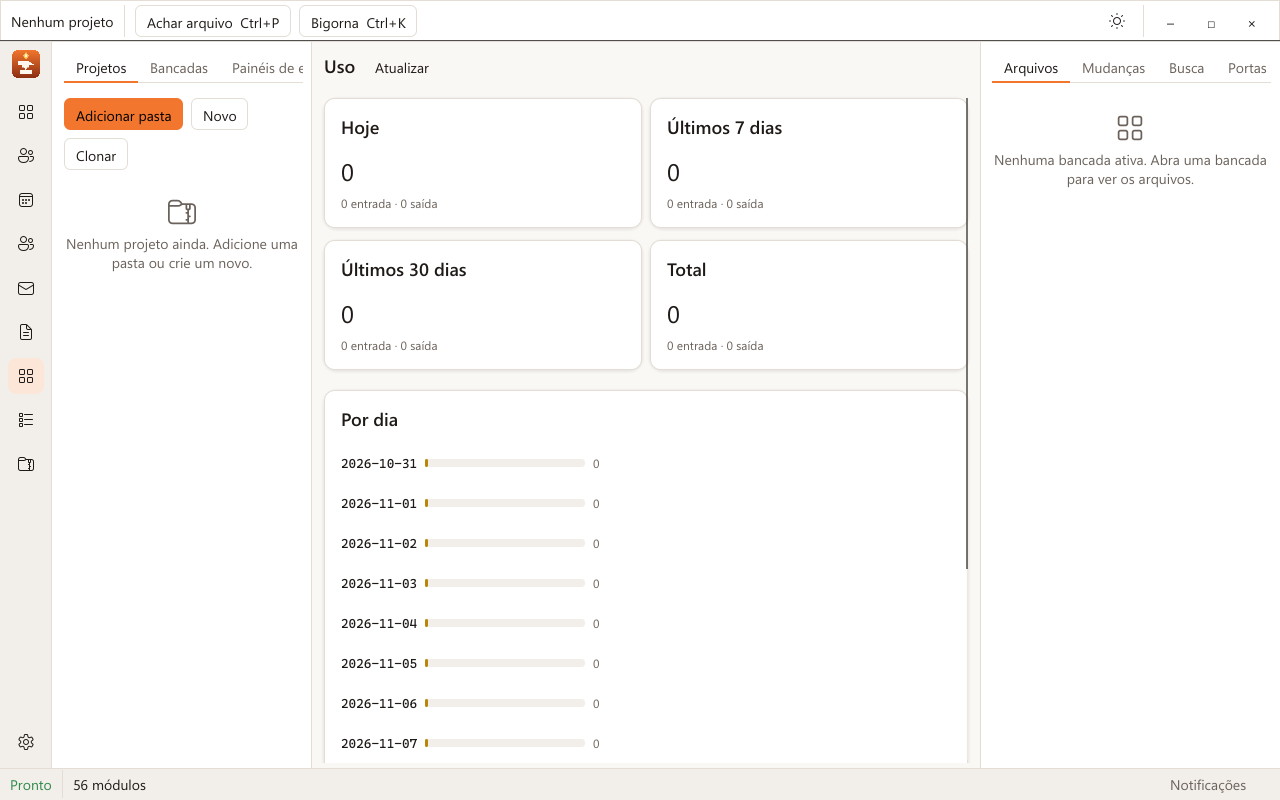 Nenhum projeto
Achar arquivo Ctrl+P
Bigorna Ctrl+K
Projetos
Bancadas
Painéis de e
Adicionar pasta
Novo
Clonar
Nenhum projeto ainda. Adicione uma
pasta ou crie um novo.
Uso
Atualizar
Hoje
0
0 entrada · 0 saída
Últimos 7 dias
0
0 entrada · 0 saída
Últimos 30 dias
0
0 entrada · 0 saída
Total
0
0 entrada · 0 saída
Por dia
2026-10-31 0
2026-11-01 0
2026-11-02 0
2026-11-03 0
2026-11-04 0
2026-11-05 0
2026-11-06 0
2026-11-07 0
Arquivos
Mudanças
Busca
Portas
Nenhuma bancada ativa. Abra uma bancada
para ver os arquivos.
Pronto
56 módulos
Notificações